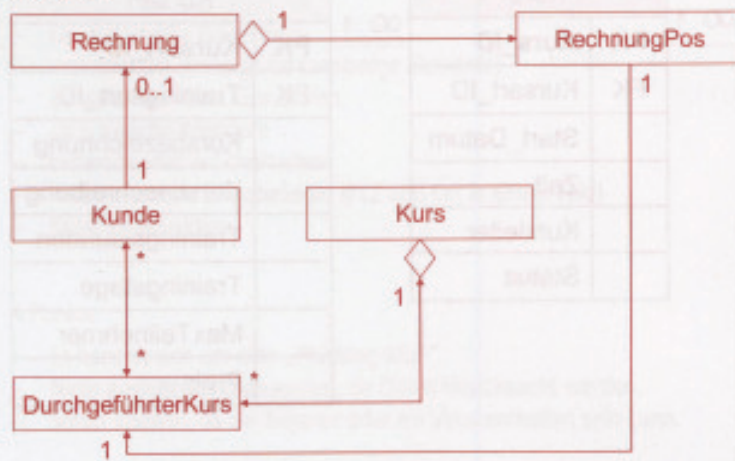 Rechnung
1
RechnungPos
0..1
1
1
Kunde
Kurs
*
1
*
*
DurchgeführterKurs
1